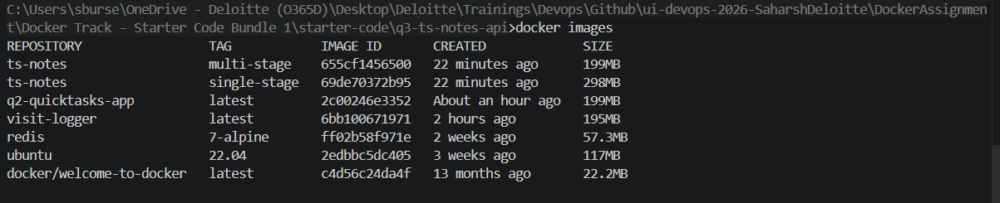 C:\Users\sburse\OneDrive - Deloitte (O365D)\Desktop\Deloitte\Trainings\Devops\Github\ui-devops-2026-SaharshDeloitte\DockerAssignmen
t\Docker Track - Starter Code Bundle 1\starter-code\q3-ts-notes-api>docker images
REPOSITORY TAG IMAGE ID CREATED SIZE
ts-notes multi-stage 655cf1456500 22 minutes ago 199MB
ts-notes single-stage 69de70372b95 22 minutes ago 298MB
q2-quicktasks-app latest 2c00246e3352 About an hour ago 199MB
visit-logger latest 6bb100671971 2 hours ago 195MB
redis 7-alpine ff02b58f971e 2 weeks ago 57.3MB
ubuntu 22.04 2edbbc5dc405 3 weeks ago 117MB
docker/welcome-to-docker latest c4d56c24da4f 13 months ago 22.2MB